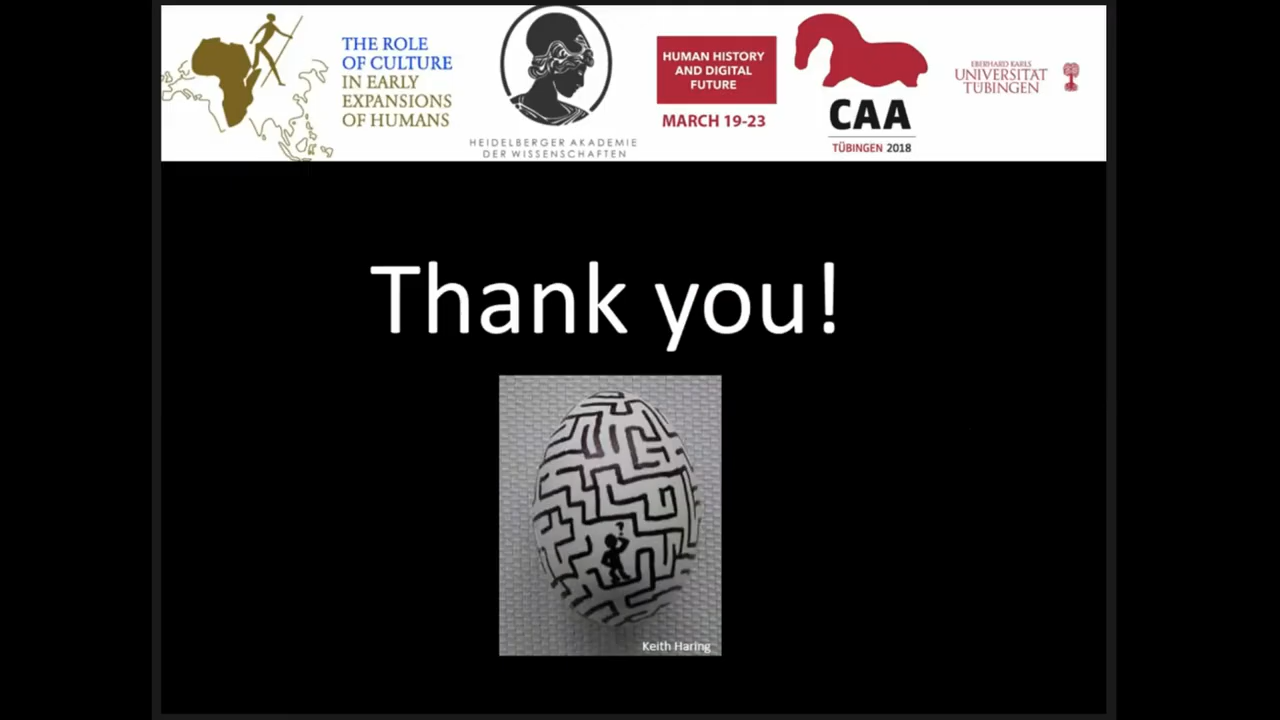 THE ROLE
OF CULTURE
IN EARLY
EXPANSIONS
OF HUMANS
HEIDELBERGER AKADEMIE
DER WISSENSCHAFTEN
HUMAN HISTORY
AND DIGITAL
FUTURE
MARCH 19-23
CAA
TÜBINGEN 2018
EBERHARD KARLS
UNIVERSITÄT
TÜBINGEN
Thank you!
?
Keith Haring